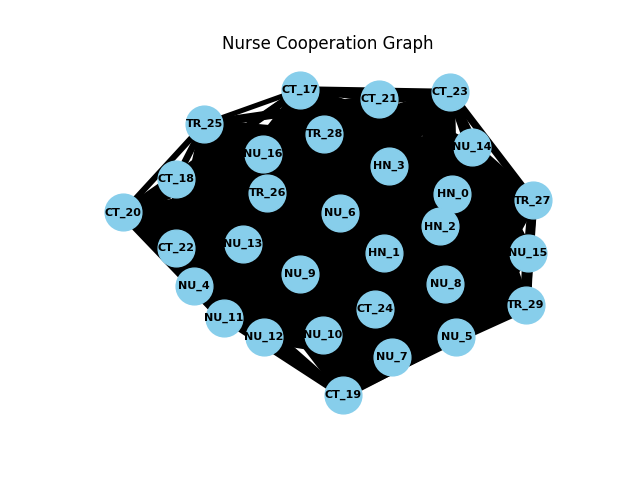 Nurse Cooperation Graph
CT_17
CT_21
CT_23
TR_25
TR_28
NU_14
NU_16
HN_3
CT_18
TR_26
HN_0
TR_27
CT_20
NU_6
HN_2
NU_13
CT_22
HN_1
NU_15
NU_9
NU_8
NU_4
TR_29
CT_24
NU_11
NU_12
NU_10
NU_5
NU_7
CT_19